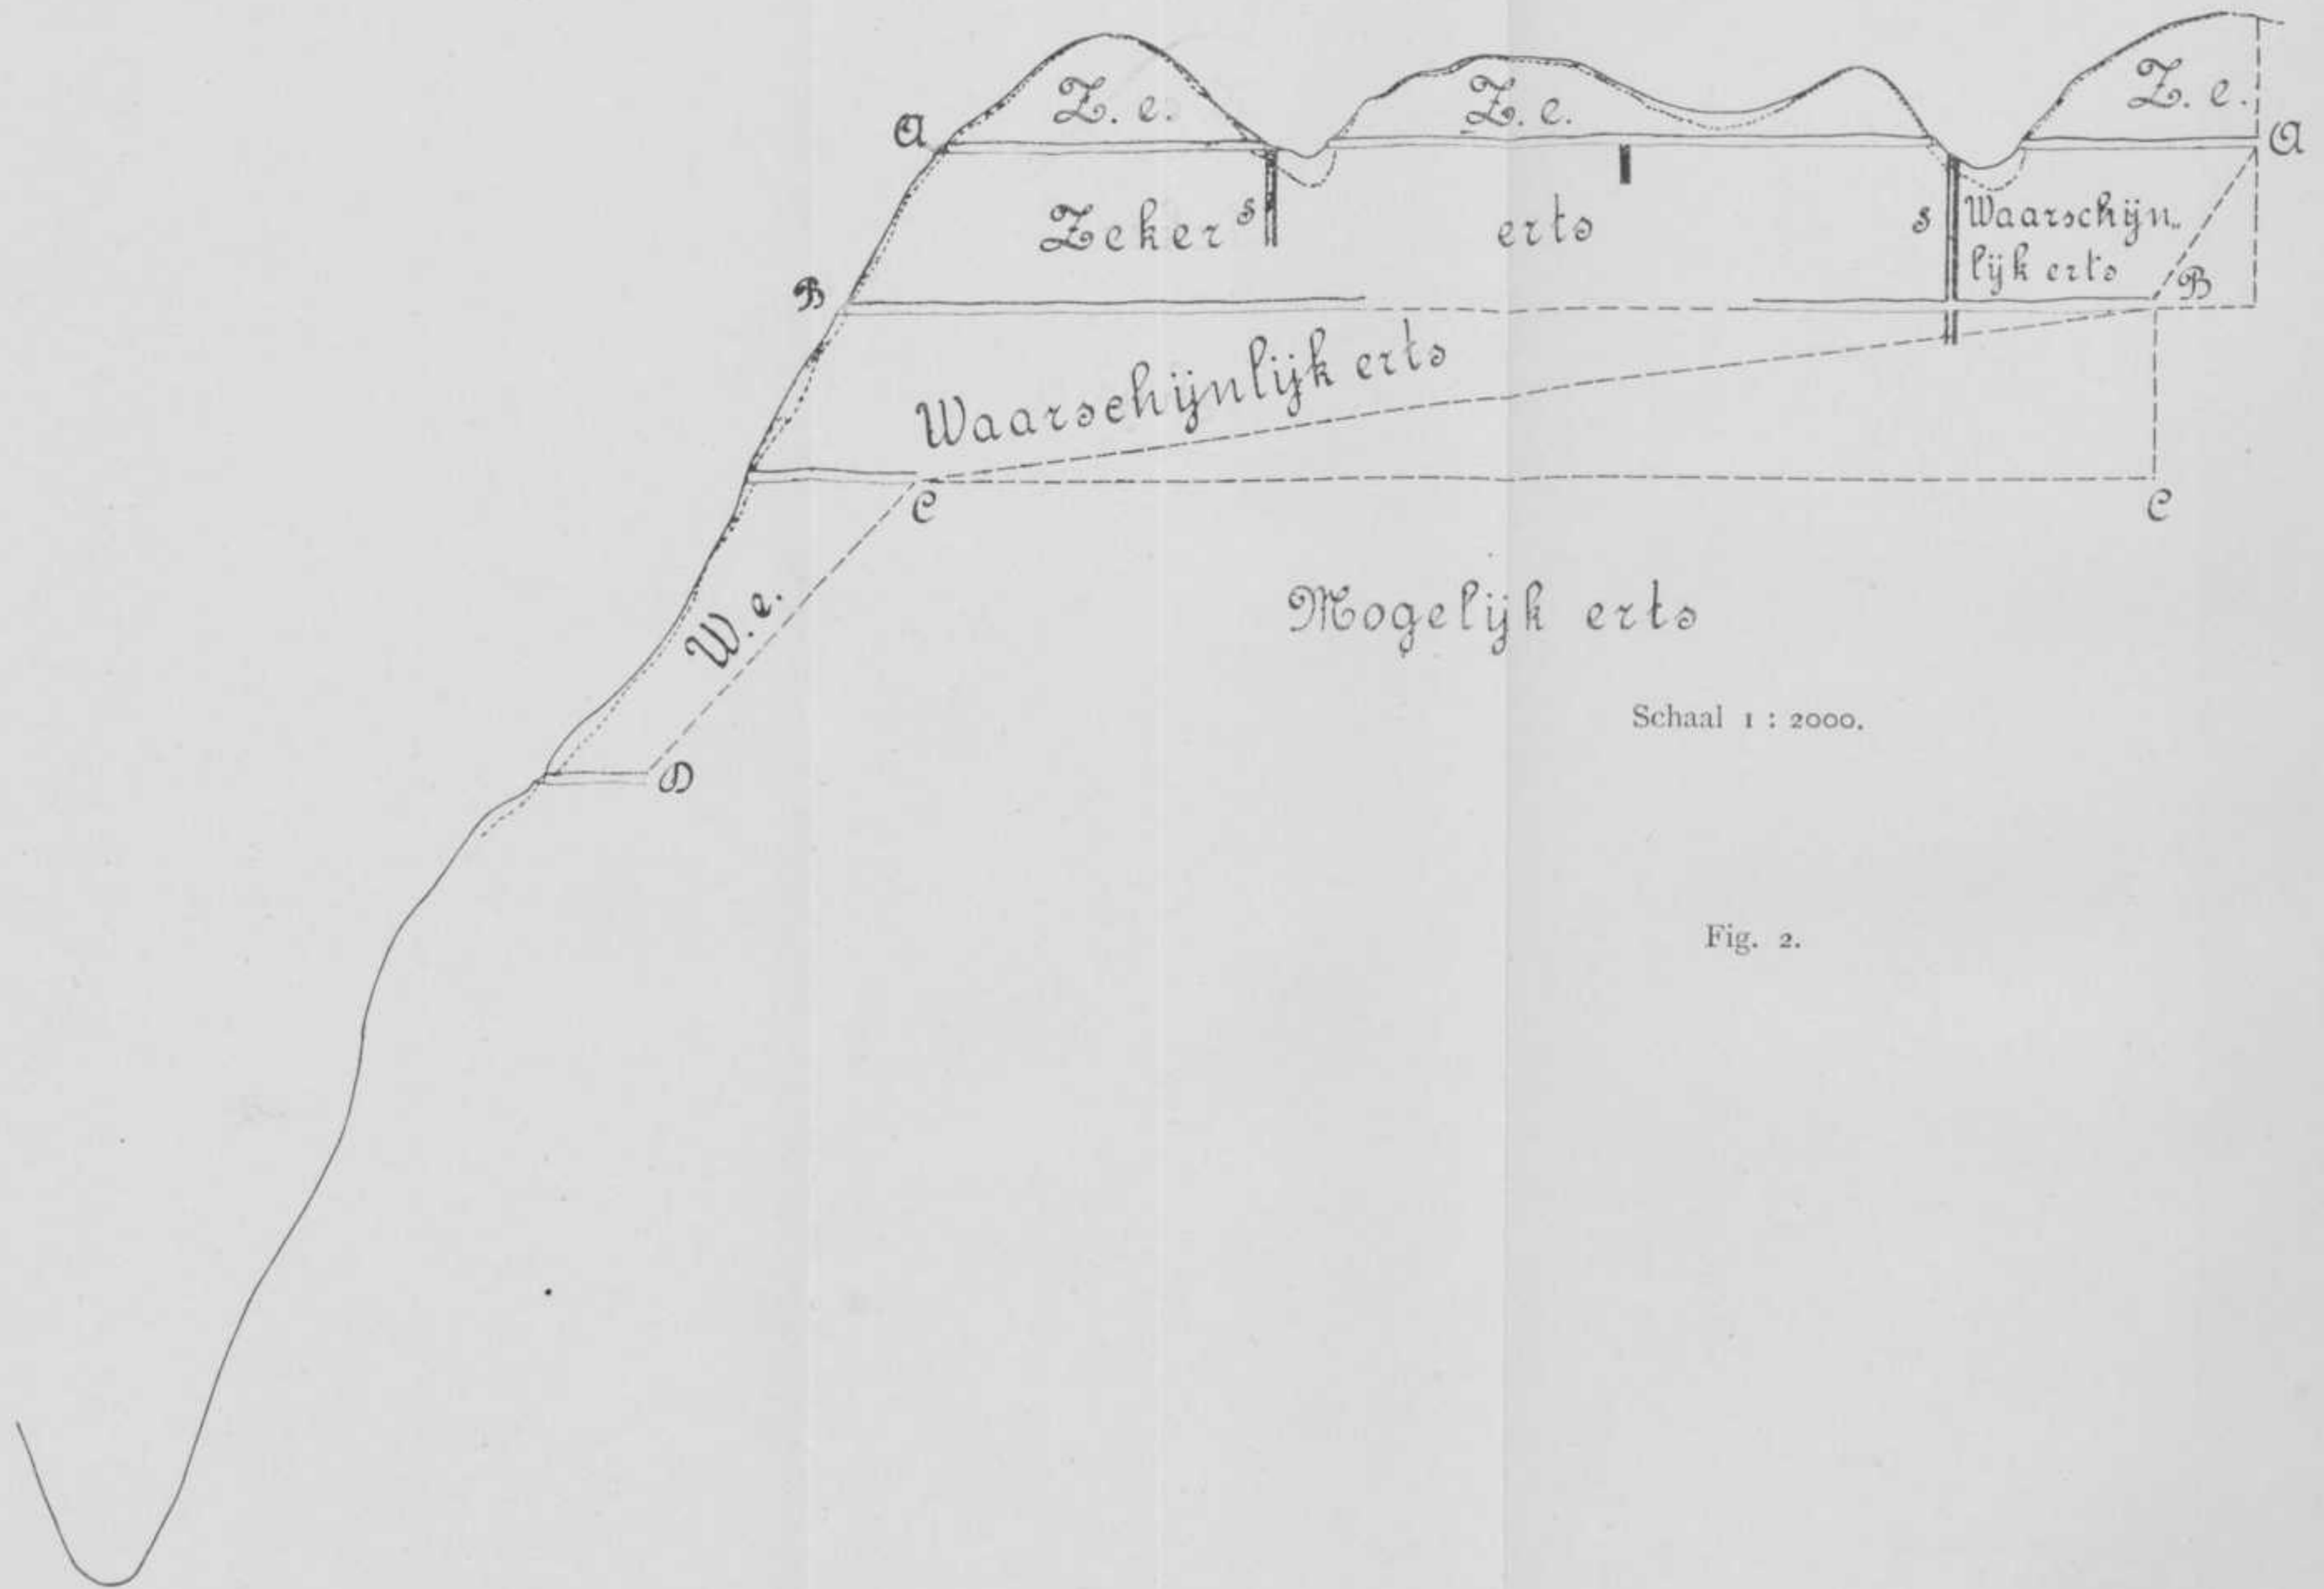 Z. e.
Z. e.
Z. e.
A
A
Zeker
S
erts
S
Waarschijn„
lijk erts
B
B
Waarschijnlijk erts
C
C
W. e.
Mogelijk erts
Schaal 1 : 2000.
D
Fig. 2.